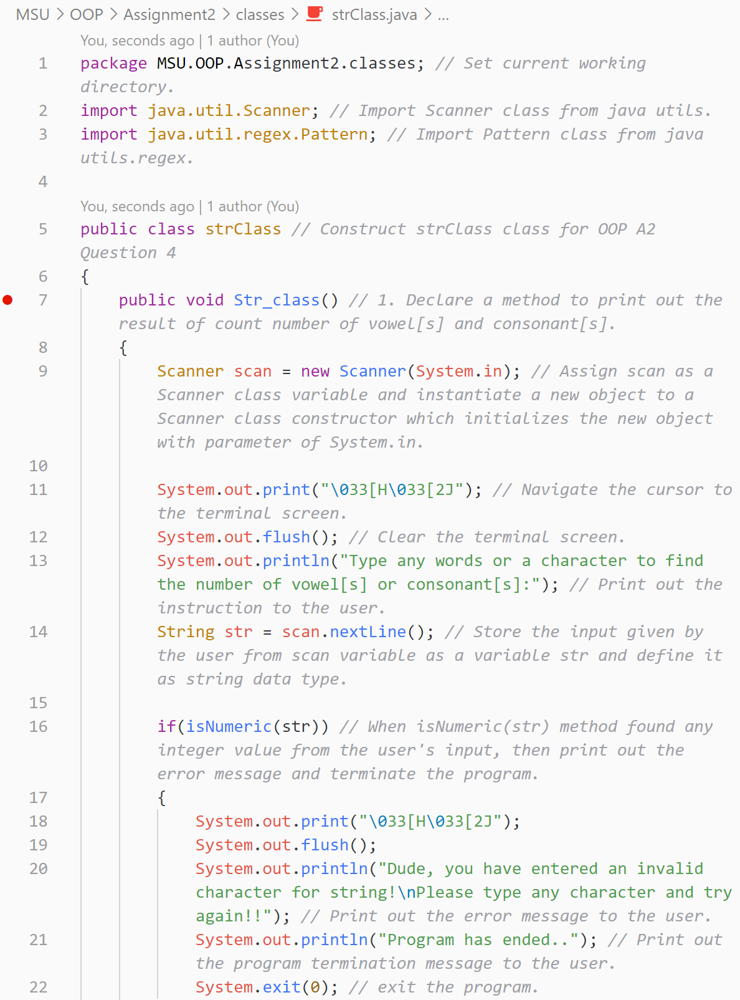 MSU > OOP > Assignment2 > classes > strClass.java > ...
You, seconds ago | 1 author (You)
1 package MSU.OOP.Assignment2.classes; // Set current working
directory.
2 import java.util.Scanner; // Import Scanner class from java utils.
3 import java.util.regex.Pattern; // Import Pattern class from java
utils.regex.
4
You, seconds ago | 1 author (You)
5 public class strClass // Construct strClass class for OOP A2
Question 4
6 {
7 public void Str_class() // 1. Declare a method to print out the
result of count number of vowel[s] and consonant[s].
8 {
9 Scanner scan = new Scanner(System.in); // Assign scan as a
Scanner class variable and instantiate a new object to a
Scanner class constructor which initializes the new object
with parameter of System.in.
10
11 System.out.print("\033[H\033[2J"); // Navigate the cursor to
the terminal screen.
12 System.out.flush(); // Clear the terminal screen.
13 System.out.println("Type any words or a character to find
the number of vowel[s] or consonant[s]:"); // Print out the
instruction to the user.
14 String str = scan.nextLine(); // Store the input given by
the user from scan variable as a variable str and define it
as string data type.
15
16 if(isNumeric(str)) // When isNumeric(str) method found any
integer value from the user's input, then print out the
error message and terminate the program.
17 {
18 System.out.print("\033[H\033[2J");
19 System.out.flush();
20 System.out.println("Dude, you have entered an invalid
character for string!\nPlease type any character and try
again!!"); // Print out the error message to the user.
21 System.out.println("Program has ended.."); // Print out
the program termination message to the user.
22 System.exit(0); // exit the program.